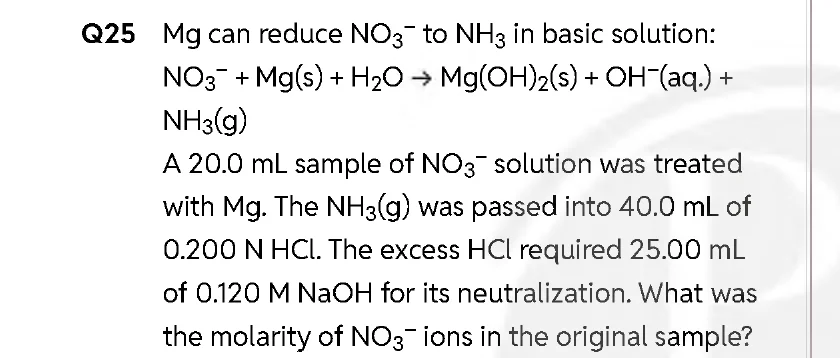 Q25 Mg can reduce NO₃⁻ to NH₃ in basic solution:
NO₃⁻ + Mg(s) + H₂O → Mg(OH)₂(s) + OH⁻(aq.) +
NH₃(g)
A 20.0 mL sample of NO₃⁻ solution was treated
with Mg. The NH₃(g) was passed into 40.0 mL of
0.200 N HCl. The excess HCl required 25.00 mL
of 0.120 M NaOH for its neutralization. What was
the molarity of NO₃⁻ ions in the original sample?